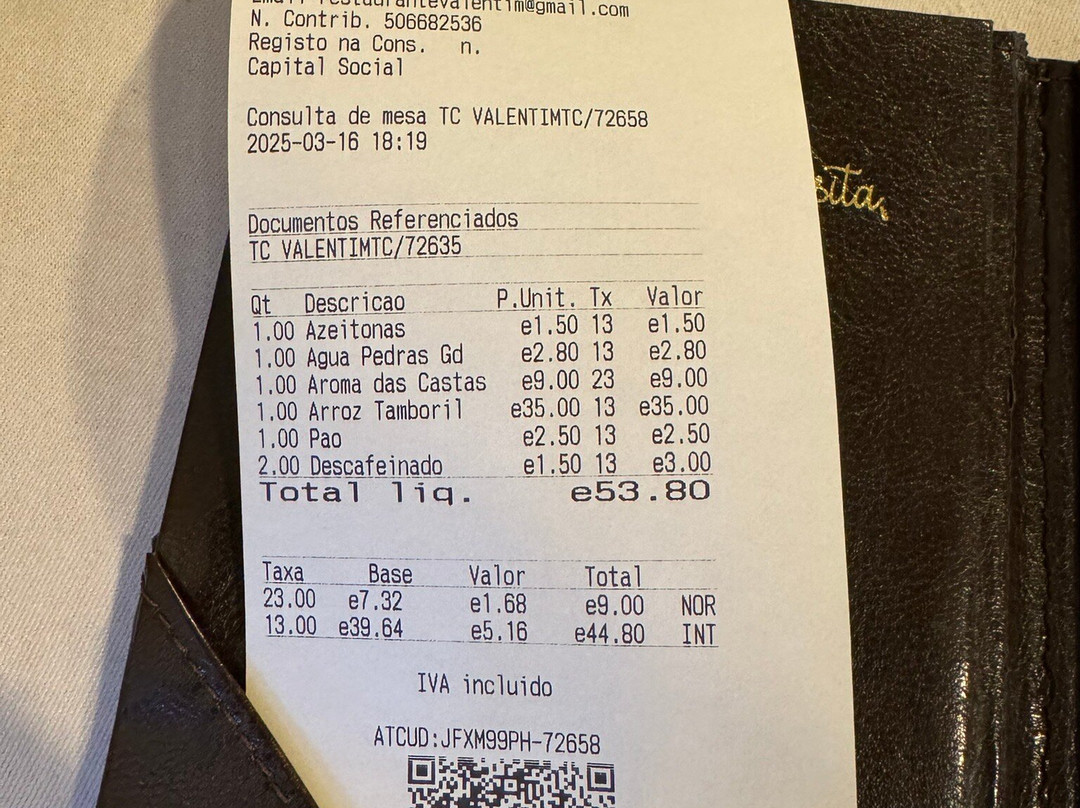 Email restaurantevalentim@gmail.com
N. Contrib. 506682536
Registo na Cons. n.
Capital Social
Consulta de mesa TC VALENTIMTC/72658
2025-03-16 18:19
Documentos Referenciados
TC VALENTIMTC/72635
Qt Descricao P.Unit. Tx Valor
1.00 Azeitonas e1.50 13 e1.50
1.00 Agua Pedras Gd e2.80 13 e2.80
1.00 Aroma das Castas e9.00 23 e9.00
1.00 Arroz Tamboril e35.00 13 e35.00
1.00 Pao e2.50 13 e2.50
2.00 Descafeinado e1.50 13 e3.00
Total liq. e53.80
Taxa Base Valor Total
23.00 e7.32 e1.68 e9.00 NOR
13.00 e39.64 e5.16 e44.80 INT
IVA incluido
ATCUD:JFXM99PH-72658